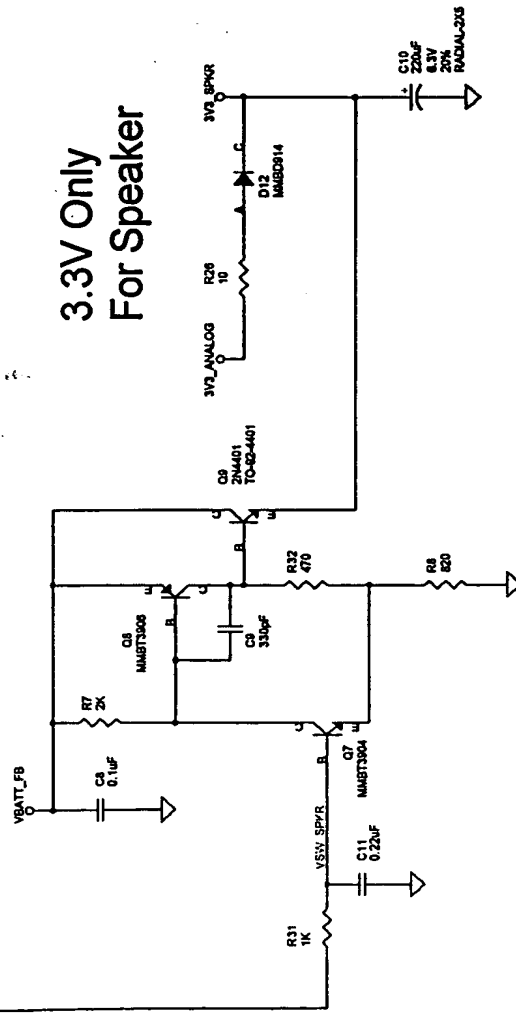 3.3V Only
For Speaker
VBATT_FB
C8
0.1uF
R7
2K
Q8
MMBT3906
E
B
C
C9
330pF
Q9
2N4401
TO-92-4401
C
B
E
R32
470
R8
820
Q7
MMBT3904
C
B
E
VSW_SPKR
R31
1K
C11
0.22uF
3V3_ANALOG
R26
10
A
C
D12
MMBD914
3V3_SPKR
+
C10
220uF
6.3V
20%
RADIAL-2X5